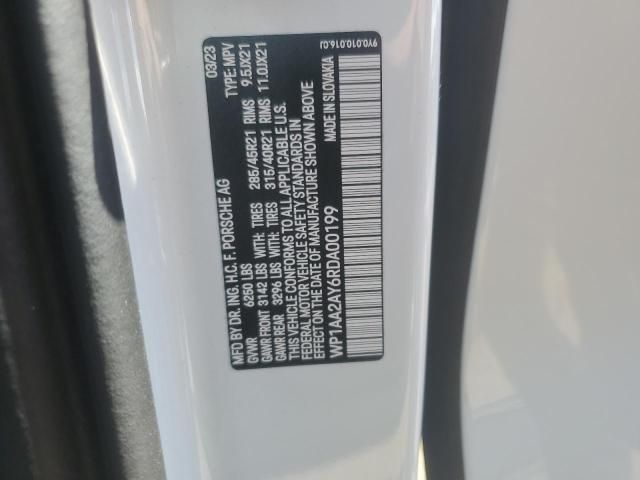 MFD BY DR. ING. H.C. F. PORSCHE AG 03/23
GVWR 6250 LBS TYPE: MPV
GAWR FRONT 3142 LBS WITH: TIRES 285/45R21 RIMS 9.5JX21
GAWR REAR 3296 LBS WITH: TIRES 315/40R21 RIMS 11.0JX21
THIS VEHICLE CONFORMS TO ALL APPLICABLE U.S.
FEDERAL MOTOR VEHICLE SAFETY STANDARDS IN
EFFECT ON THE DATE OF MANUFACTURE SHOWN ABOVE
WP1AA2AY6RDA00199 MADE IN SLOVAKIA
9Y0.010.016.QJ